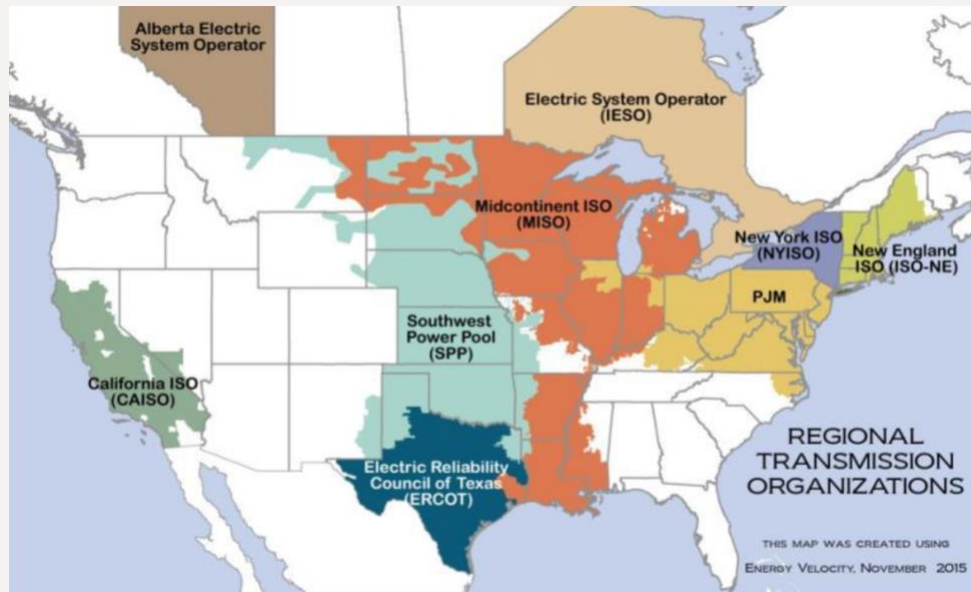 Alberta Electric
System Operator
Electric System Operator
(IESO)
Midcontinent ISO
(MISO)
New York ISO
(NYISO)
New England
ISO (ISO-NE)
PJM
Southwest
Power Pool
(SPP)
California ISO
(CAISO)
Electric Reliability
Council of Texas
(ERCOT)
REGIONAL
TRANSMISSION
ORGANIZATIONS
THIS MAP WAS CREATED USING
ENERGY VELOCITY, NOVEMBER 2015